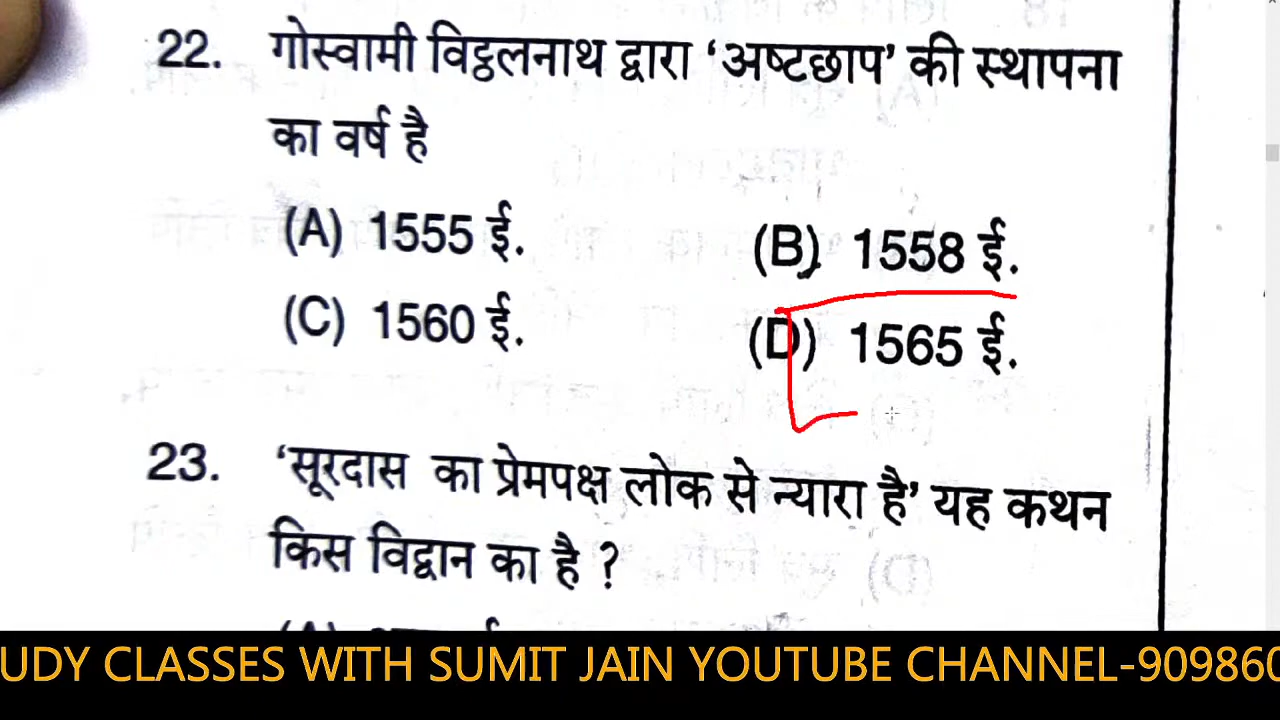 22. गोस्वामी विट्ठलनाथ द्वारा 'अष्टछाप' की स्थापना
का वर्ष है
(A) 1555 ई.
(B) 1558 ई.
(C) 1560 ई.
(D) 1565 ई.
23. 'सूरदास का प्रेमपक्ष लोक से न्यारा है' यह कथन
किस विद्वान का है ?
UDY CLASSES WITH SUMIT JAIN YOUTUBE CHANNEL-909860